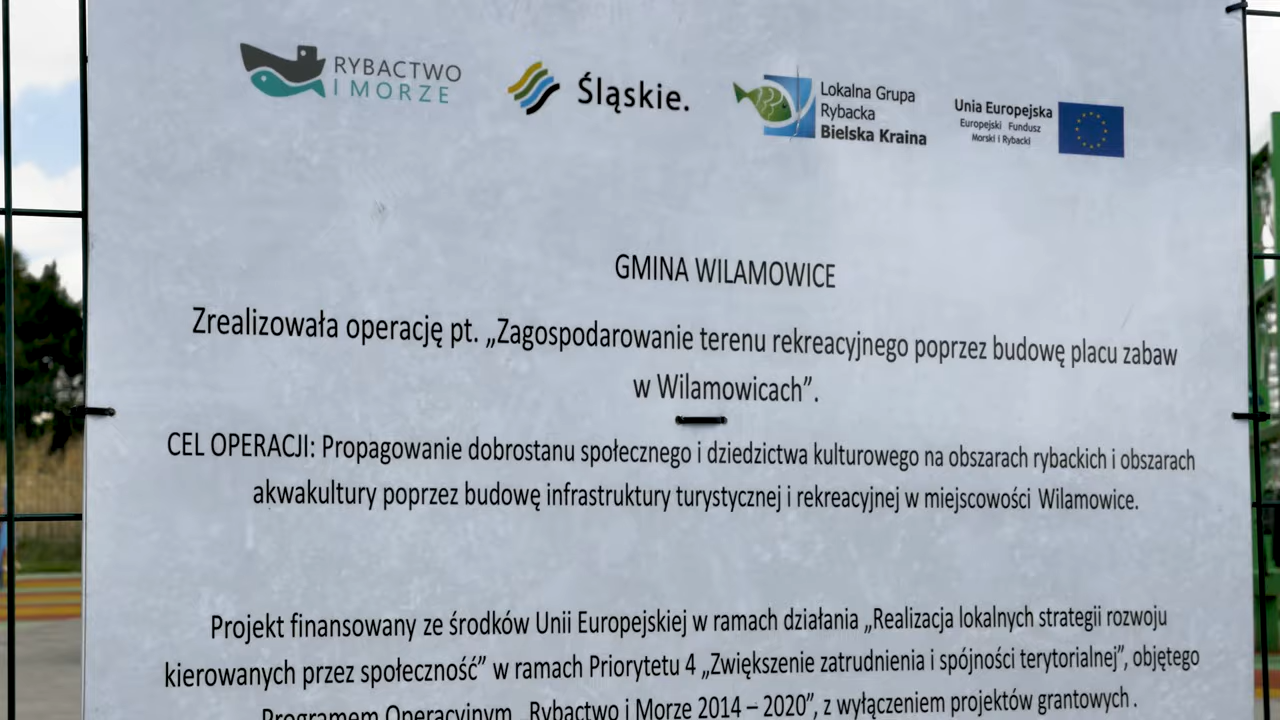 RYBACTWO
I MORZE
Śląskie.
Lokalna Grupa
Rybacka
Bielska Kraina
Unia Europejska
Europejski Fundusz
Morski i Rybacki
GMINA WILAMOWICE
Zrealizowała operację pt. „Zagospodarowanie terenu rekreacyjnego poprzez budowę placu zabaw
w Wilamowicach”.
CEL OPERACJI: Propagowanie dobrostanu społecznego i dziedzictwa kulturowego na obszarach rybackich i obszarach
akwakultury poprzez budowę infrastruktury turystycznej i rekreacyjnej w miejscowości Wilamowice.
Projekt finansowany ze środków Unii Europejskiej w ramach działania „Realizacja lokalnych strategii rozwoju
kierowanych przez społeczność” w ramach Priorytetu 4 „Zwiększenie zatrudnienia i spójności terytorialnej”, objętego
Programem Operacyjnym „Rybactwo i Morze 2014 – 2020”, z wyłączeniem projektów grantowych .